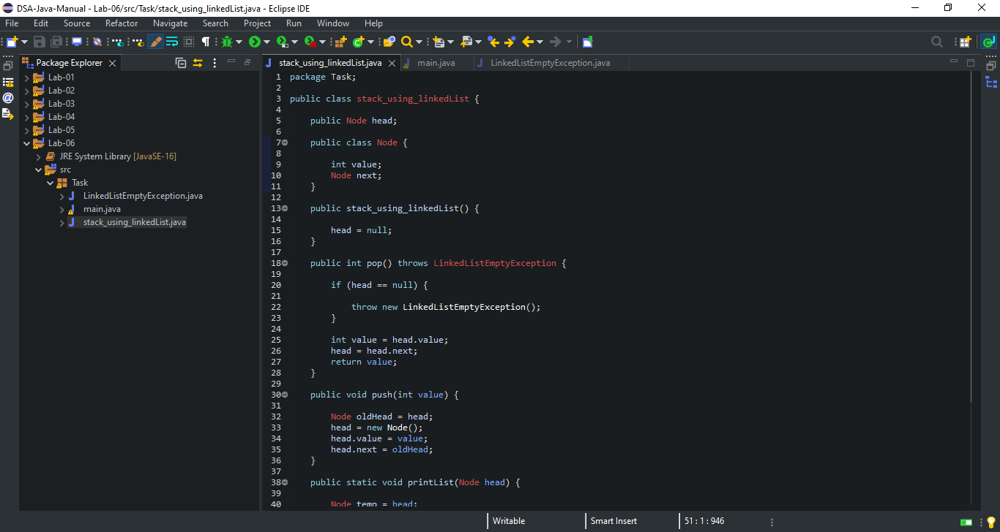 DSA-Java-Manual - Lab-06/src/Task/stack_using_linkedList.java - Eclipse IDE
File Edit Source Refactor Navigate Search Project Run Window Help
Package Explorer
Lab-01
Lab-02
Lab-03
Lab-04
Lab-05
Lab-06
JRE System Library [JavaSE-16]
src
Task
LinkedListEmptyException.java
main.java
stack_using_linkedList.java
stack_using_linkedList.java main.java LinkedListEmptyException.java
1 package Task;
2
3 public class stack_using_linkedList {
4
5 public Node head;
6
7 public class Node {
8
9 int value;
10 Node next;
11 }
12
13 public stack_using_linkedList() {
14
15 head = null;
16 }
17
18 public int pop() throws LinkedListEmptyException {
19
20 if (head == null) {
21
22 throw new LinkedListEmptyException();
23 }
24
25 int value = head.value;
26 head = head.next;
27 return value;
28 }
29
30 public void push(int value) {
31
32 Node oldHead = head;
33 head = new Node();
34 head.value = value;
35 head.next = oldHead;
36 }
37
38 public static void printList(Node head) {
39
40 Node temp = head;
Writable Smart Insert 51 : 1 : 946